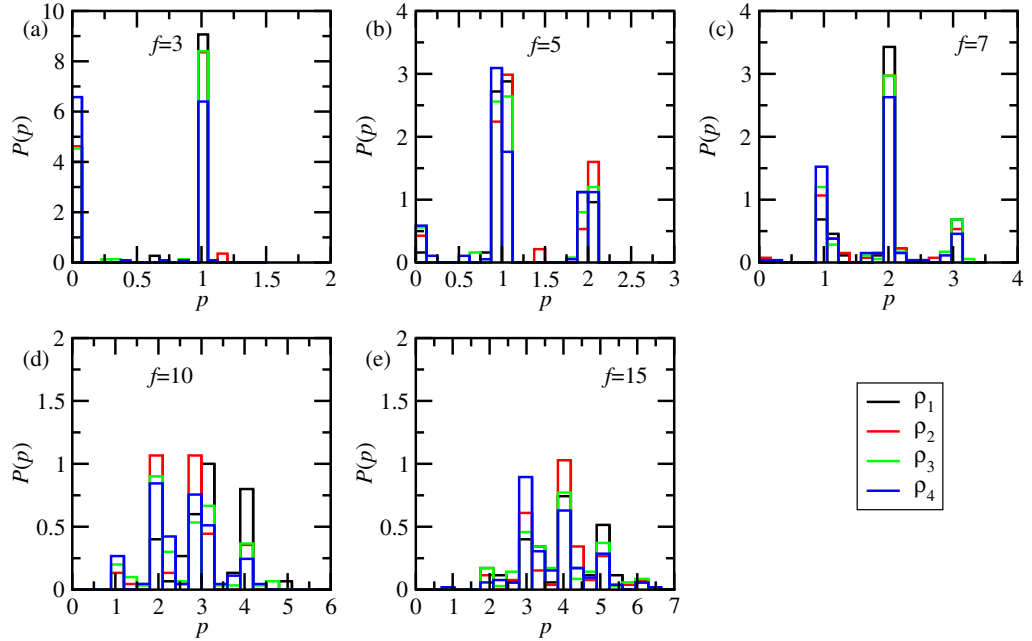 (a)
f=3
P(p)
10
8
6
4
2
0
0 0.5 1 1.5 2
p
(b)
f=5
P(p)
4
3
2
1
0
0 0.5 1 1.5 2 2.5 3
p
(c)
f=7
P(p)
4
3
2
1
0
0 1 2 3 4
p
(d)
f=10
P(p)
2
1.5
1
0.5
0
0 1 2 3 4 5 6
p
(e)
f=15
P(p)
2
1.5
1
0.5
0
0 1 2 3 4 5 6 7
p
ρ1
ρ2
ρ3
ρ4